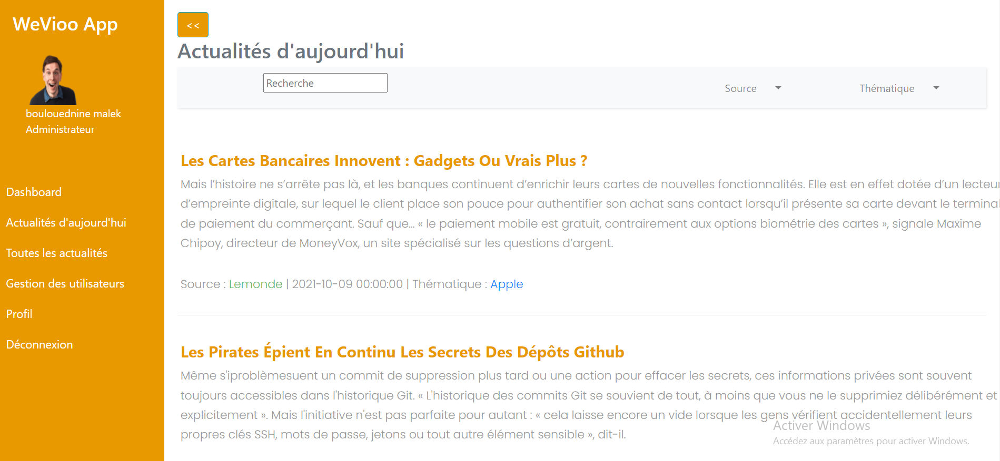 WeVioo App
boulouednine malek
Administrateur
Dashboard
Actualités d'aujourd'hui
Toutes les actualités
Gestion des utilisateurs
Profil
Déconnexion
<<
Actualités d'aujourd'hui
Recherche
Source
Thématique
Les Cartes Bancaires Innovent : Gadgets Ou Vrais Plus ?
Mais l’histoire ne s’arrête pas là, et les banques continuent d’enrichir leurs cartes de nouvelles fonctionnalités. Elle est en effet dotée d’un lecteur
d’empreinte digitale, sur lequel le client place son pouce pour authentifier son achat sans contact lorsqu’il présente sa carte devant le terminal
de paiement du commerçant. Sauf que… « le paiement mobile est gratuit, contrairement aux options biométrie des cartes », signale Maxime
Chipoy, directeur de MoneyVox, un site spécialisé sur les questions d’argent.
Source : Lemonde | 2021-10-09 00:00:00 | Thématique : Apple
Les Pirates Épient En Continu Les Secrets Des Dépôts Github
Même s'iproblèmesuent un commit de suppression plus tard ou une action pour effacer les secrets, ces informations privées sont souvent
toujours accessibles dans l'historique Git. « L'historique des commits Git se souvient de tout, à moins que vous ne le supprimiez délibérément et
explicitement ». Mais l'initiative n'est pas parfaite pour autant : « cela laisse encore un vide lorsque les gens vérifient accidentellement leurs
propres clés SSH, mots de passe, jetons ou tout autre élément sensible », dit-il.
Activer Windows
Accédez aux paramètres pour activer Windows.